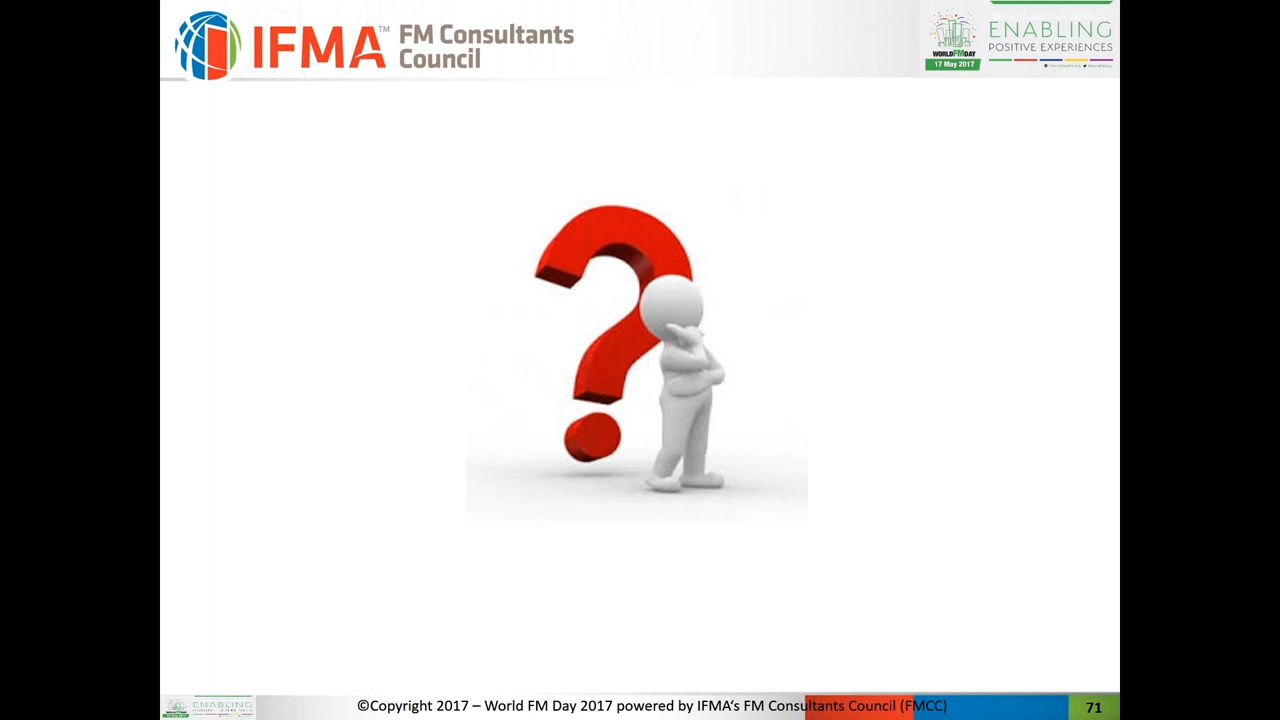 IFMA™ FM Consultants
Council
WORLD FM DAY
17 May 2017
ENABLING
POSITIVE EXPERIENCES
ENABLING
©Copyright 2017 – World FM Day 2017 powered by IFMA‘s FM Consultants Council (FMCC)
71